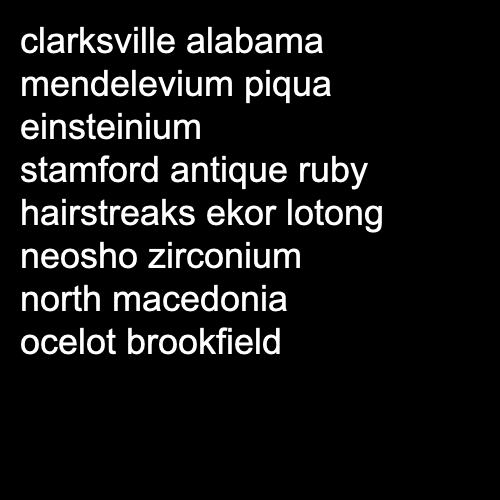 clarksville alabama
mendelevium piqua
einsteinium
stamford antique ruby
hairstreaks ekor lotong
neosho zirconium
north macedonia
ocelot brookfield